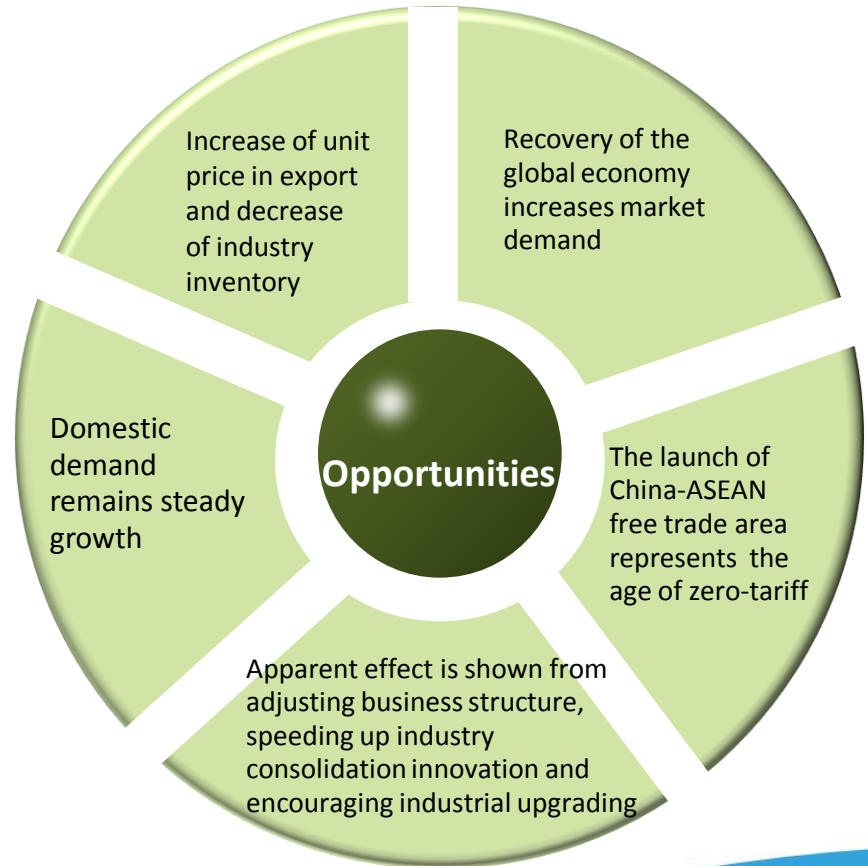 Increase of unit
price in export
and decrease
of industry
inventory
Recovery of the
global economy
increases market
demand
Domestic
demand
remains steady
growth
Opportunities
The launch of
China-ASEAN
free trade area
represents the
age of zero-tariff
Apparent effect is shown from
adjusting business structure,
speeding up industry
consolidation innovation and
encouraging industrial upgrading